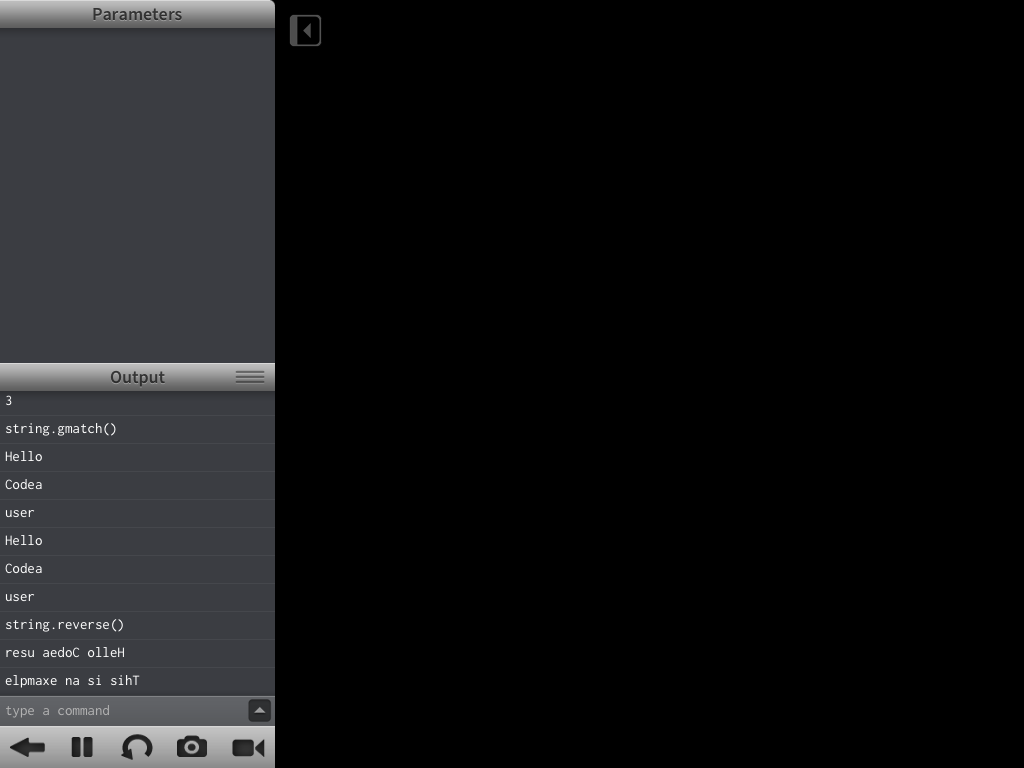 Parameters
Output
3
string.gmatch()
Hello
Codea
user
Hello
Codea
user
string.reverse()
resu aedoC olleH
elpmaxe na si sihT
type a command